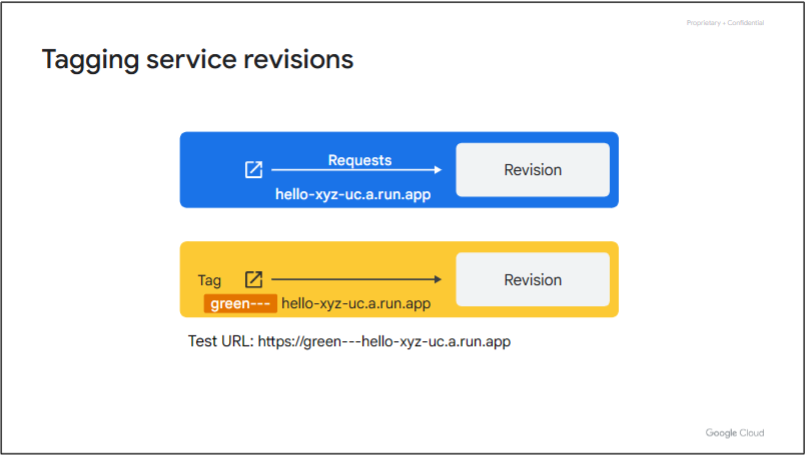 Proprietary + Confidential
Tagging service revisions
Requests
Revision
hello-xyz-uc.a.run.app
Tag
Revision
green--- hello-xyz-uc.a.run.app
Test URL: https://green---hello-xyz-uc.a.run.app
Google Cloud